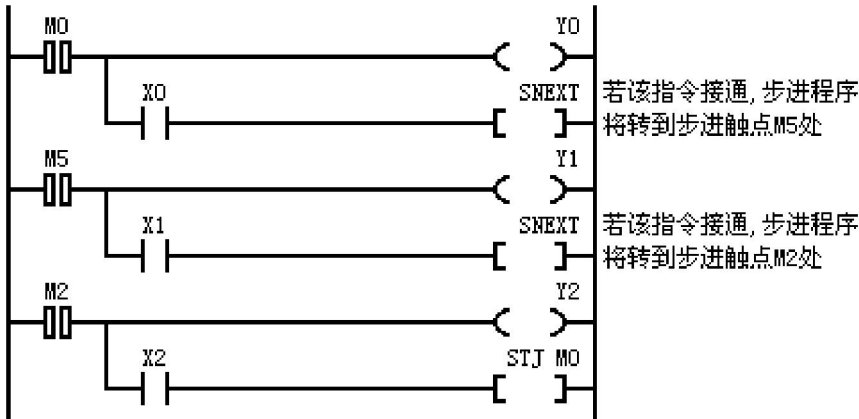 M0 Y0
X0 SNEXT 若该指令接通,步进程序
将转到步进触点M5处
M5 Y1
X1 SNEXT 若该指令接通,步进程序
将转到步进触点M2处
M2 Y2
X2 STJ M0